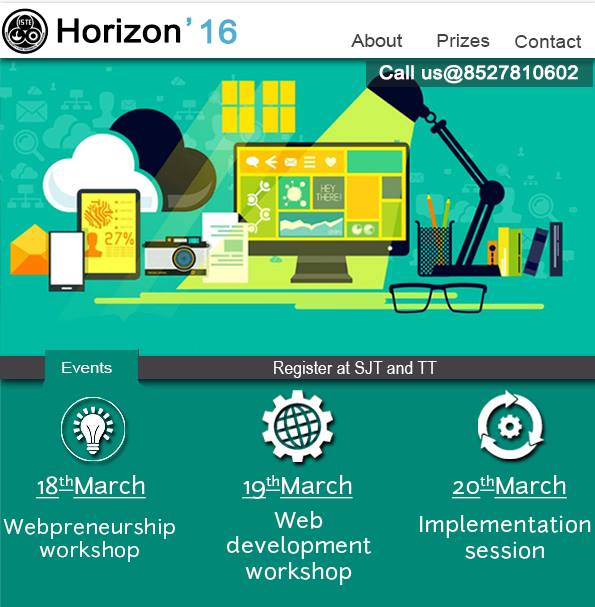 ISTE
Horizon’16
About Prizes Contact
Call us@8527810602
HEY
THERE!
27%
Events
Register at SJT and TT
18thMarch
Webpreneurship
workshop
19thMarch
Web
development
workshop
20thMarch
Implementation
session